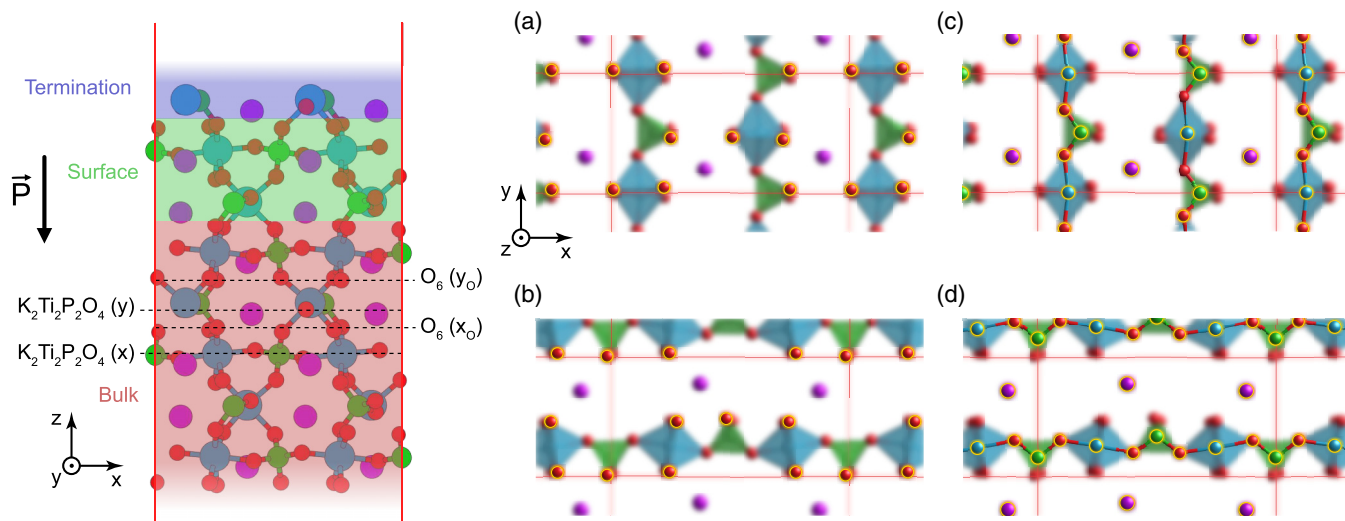 Termination
Surface
P
O6 (yO)
K2Ti2P2O4 (y)
O6 (xO)
K2Ti2P2O4 (x)
Bulk
z
y
x
(a)
(c)
y
z
x
(b)
(d)